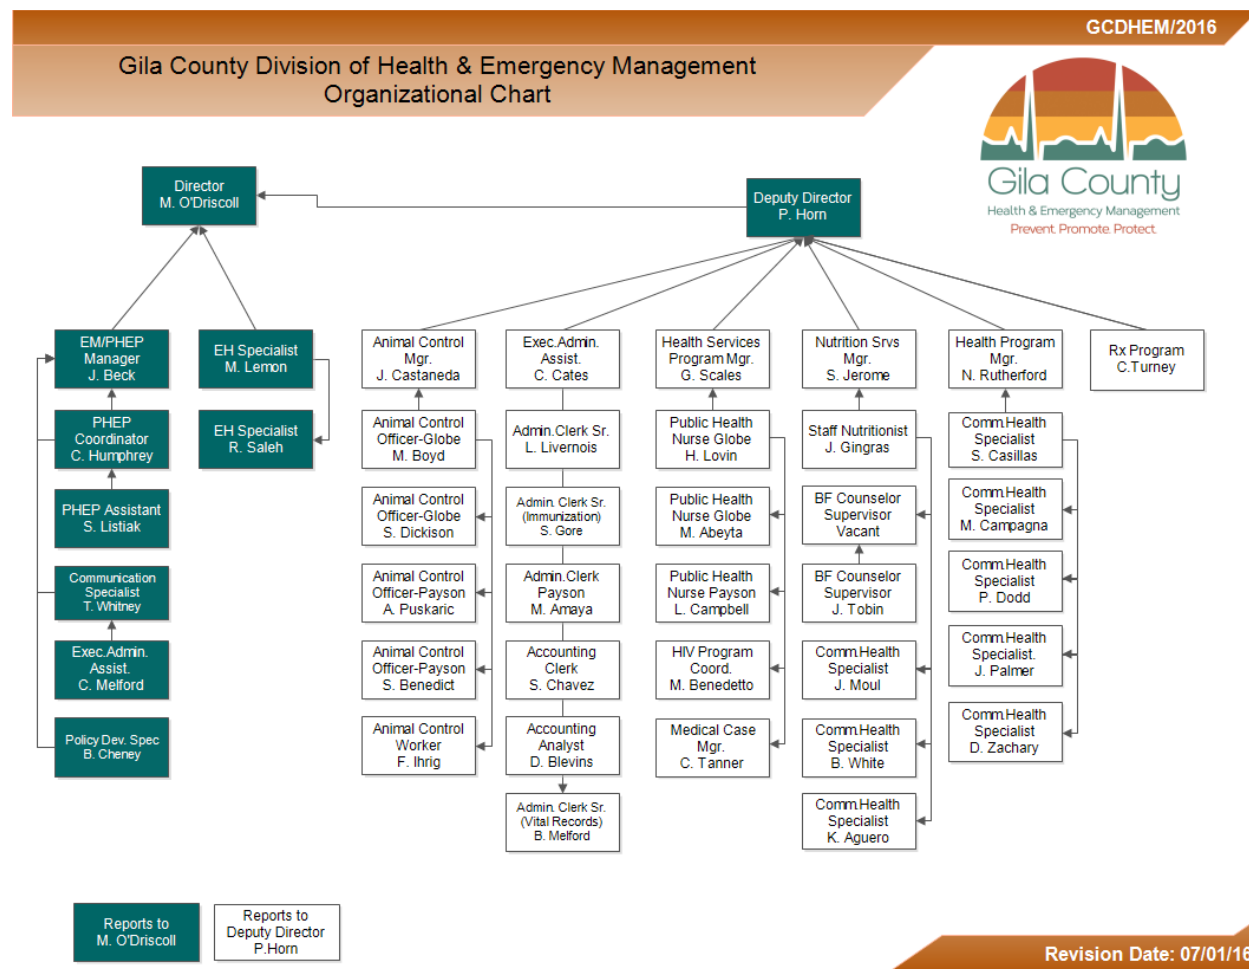 GCDHEM/2016
Gila County Division of Health & Emergency Management
Organizational Chart
Gila County
Health & Emergency Management
Prevent. Promote. Protect.
Director
M. O'Driscoll
Deputy Director
P. Horn
EM/PHEP
Manager
J. Beck
EH Specialist
M. Lemon
Animal Control
Mgr.
J. Castaneda
Exec.Admin.
Assist.
C. Cates
Health Services
Program Mgr.
G. Scales
Nutrition Srvs
Mgr.
S. Jerome
Health Program
Mgr.
N. Rutherford
Rx Program
C.Turney
PHEP
Coordinator
C. Humphrey
EH Specialist
R. Saleh
Animal Control
Officer-Globe
M. Boyd
Admin.Clerk Sr.
L. Livernois
Public Health
Nurse Globe
H. Lovin
Staff Nutritionist
J. Gingras
Comm.Health
Specialist
S. Casillas
PHEP Assistant
S. Listiak
Animal Control
Officer-Globe
S. Dickison
Admin. Clerk Sr.
(Immunization)
S. Gore
Public Health
Nurse Globe
M. Abeyta
BF Counselor
Supervisor
Vacant
Comm.Health
Specialist
M. Campagna
Communication
Specialist
T. Whitney
Animal Control
Officer-Payson
A. Puskaric
Admin.Clerk
Payson
M. Amaya
Public Health
Nurse Payson
L. Campbell
BF Counselor
Supervisor
J. Tobin
Comm.Health
Specialist
P. Dodd
Exec.Admin.
Assist.
C. Melford
Animal Control
Officer-Payson
S. Benedict
Accounting
Clerk
S. Chavez
HIV Program
Coord.
M. Benedetto
Comm.Health
Specialist
J. Moul
Comm.Health
Specialist.
J. Palmer
Policy Dev. Spec
B. Cheney
Animal Control
Worker
F. Ihrig
Accounting
Analyst
D. Blevins
Medical Case
Mgr.
C. Tanner
Comm.Health
Specialist
B. White
Comm.Health
Specialist
D. Zachary
Admin. Clerk Sr.
(Vital Records)
B. Melford
Comm.Health
Specialist
K. Aguero
Reports to
M. O'Driscoll
Reports to
Deputy Director
P.Horn
Revision Date: 07/01/16